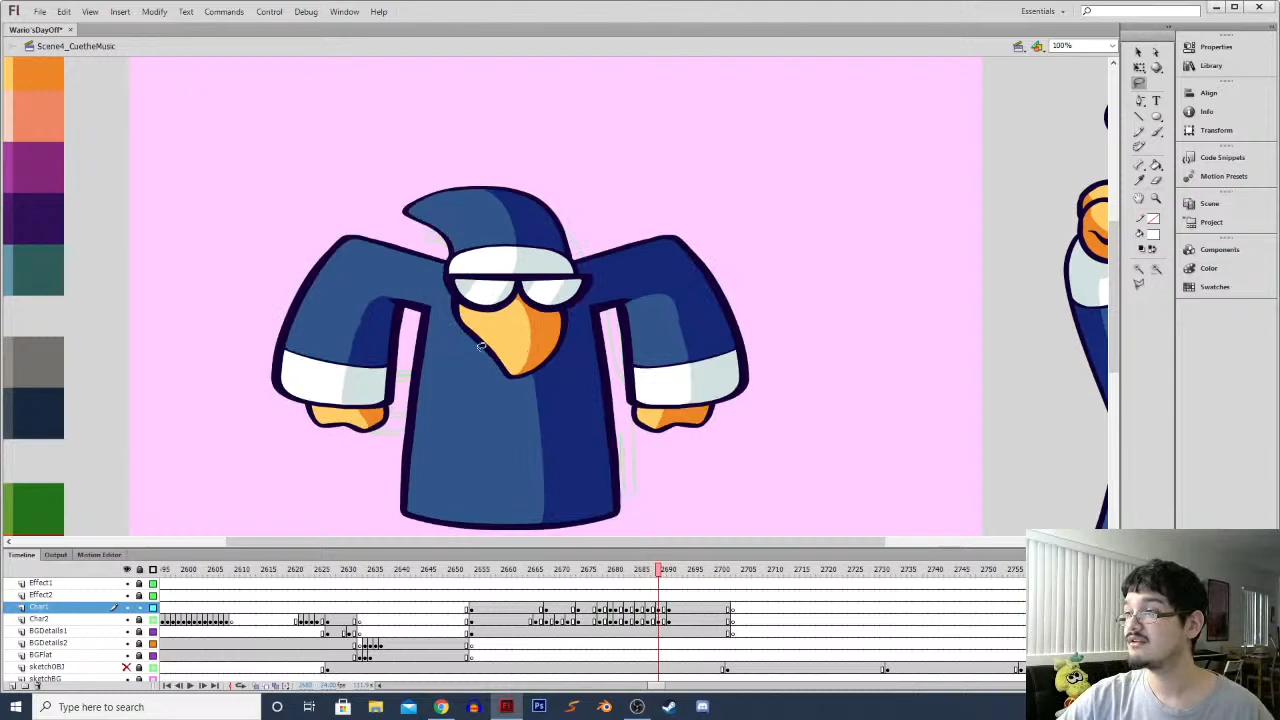 Fl File Edit View Insert Modify Text Commands Control Debug Window Help Essentials
Wario'sDayOff*
Scene4_CuetheMusic 100%
Properties
Library
Align
Info
Transform
Code Snippets
Motion Presets
Scene
Project
Components
Color
Swatches
Timeline Output Motion Editor
2600 2605 2610 2615 2620 2625 2630 2635 2640 2645 2650 2655 2660 2665 2670 2675 2680 2685 2690 2695 2700 2705 2710 2715 2720 2725 2730 2735 2740 2745 2750 2755
Effect1
Effect2
Char1
Char2
BGDetails1
BGDetails2
BGFlat
sketchOBJ
sketchBG
Type here to search